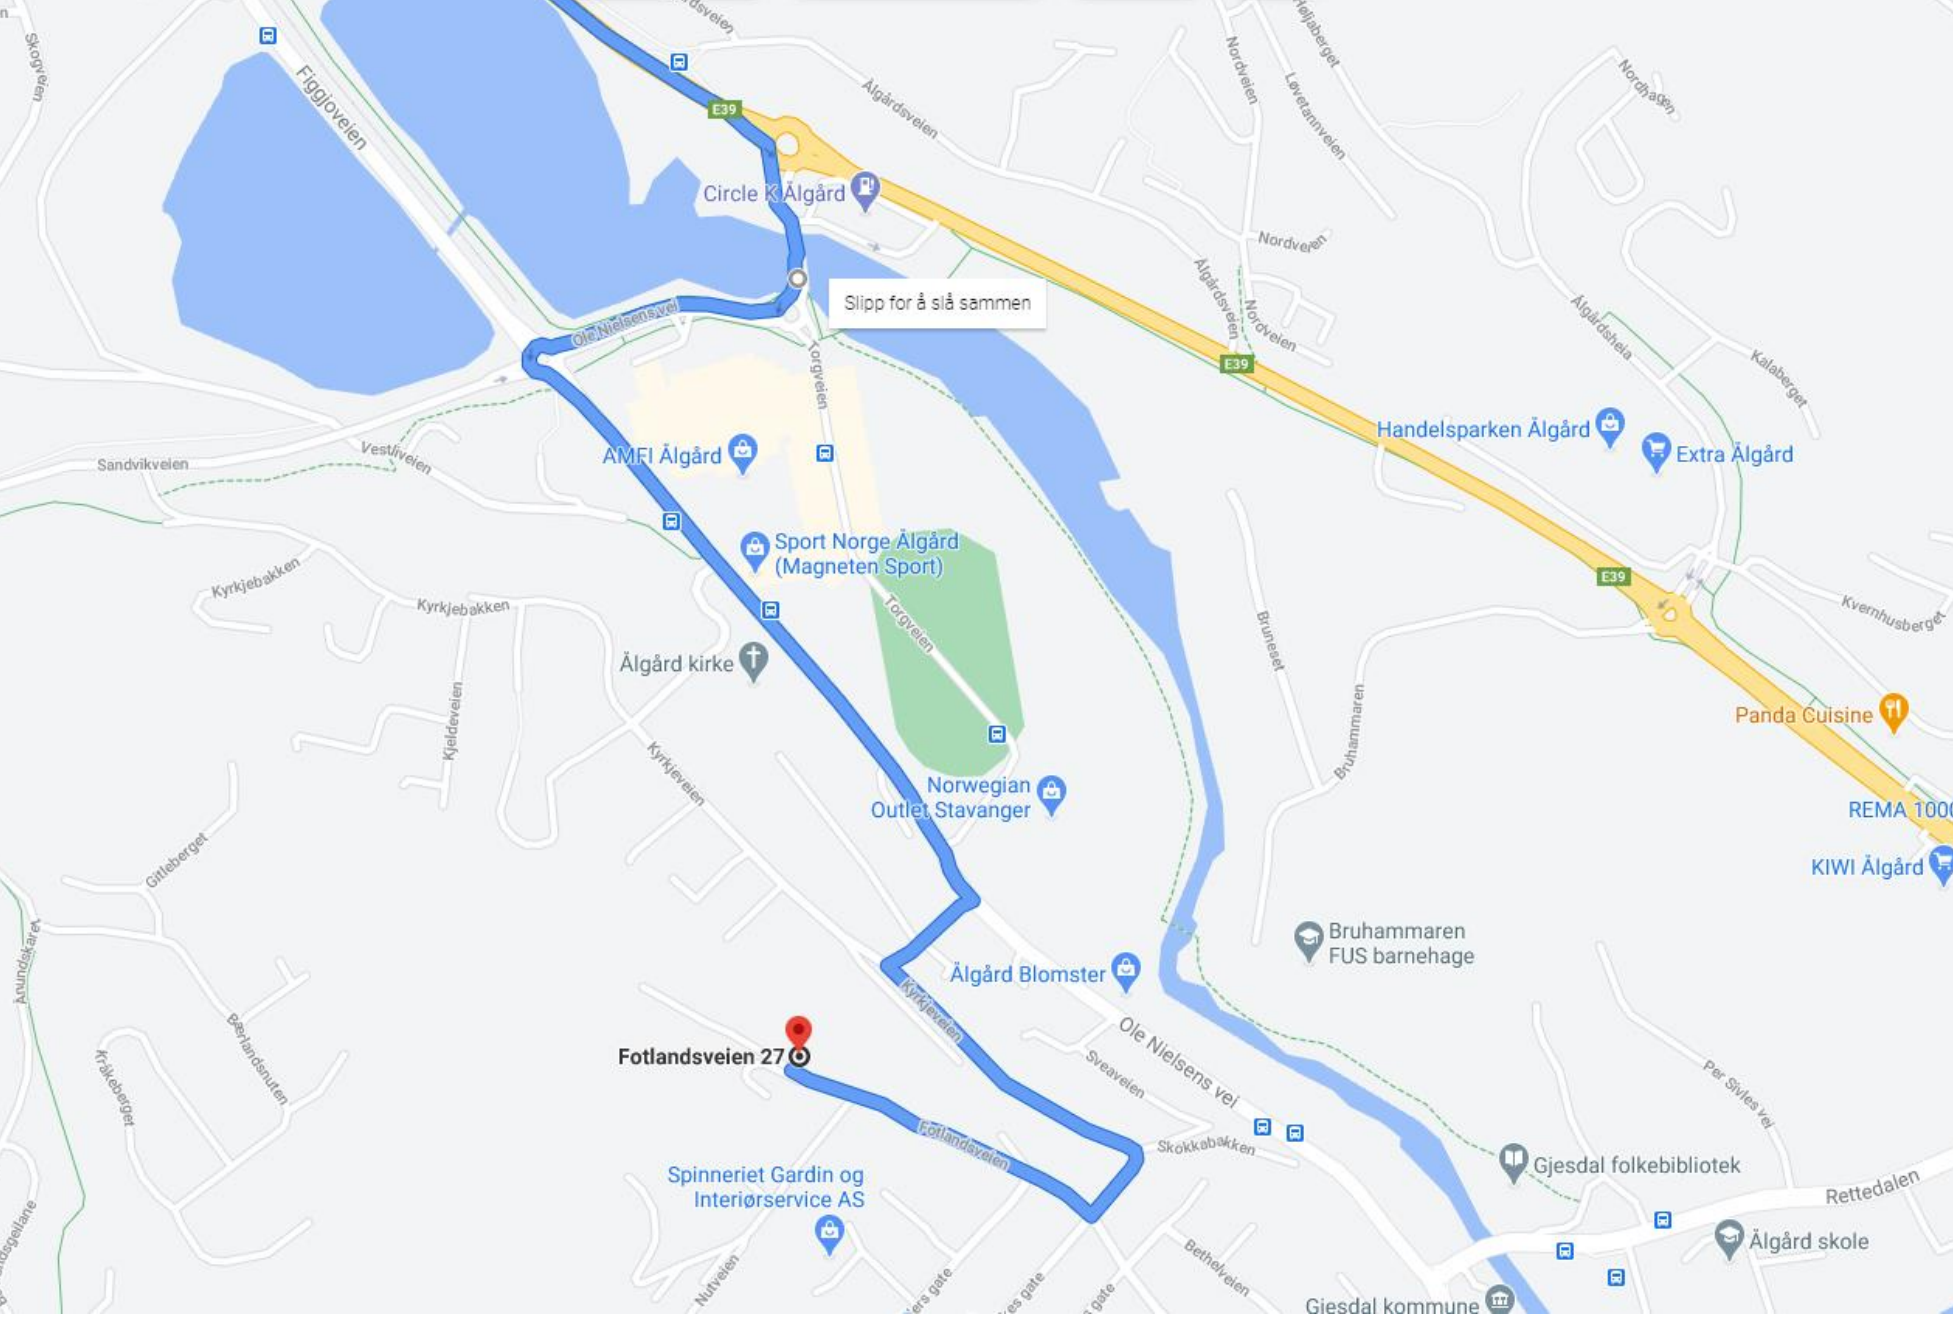 Skogveien
Figgjoveien
E39
Ålgårdsveien
Nordveien
Løvetannveien
Nordhagen
Circle K Ålgård
Nordveien
Ålgårdsveien
Nordveien
Slipp for å slå sammen
Ole Nielsens vei
Torgveien
E39
Ålgårdsheia
Kalaberget
Handelsparken Ålgård
Extra Ålgård
AMFI Ålgård
Vestliveien
Sandvikveien
Sport Norge Ålgård
(Magneten Sport)
E39
Kyrkjebakken
Kyrkjebakken
Torgveien
Bruneset
Kvernhusberget
Ålgård kirke
Kjeldeveien
Bruhammaren
Panda Cuisine
Kyrkjeveien
Norwegian
Outlet Stavanger
REMA 1000
Gitleberget
KIWI Ålgård
Bruhammaren
FUS barnehage
Ålgård Blomster
Ånundskaret
Kyrkjeveien
Bærlandsnuten
Kråkeberget
Fotlandsveien 27
Ole Nielsens vei
Sveaveien
Per Sivles vei
Fotlandsveien
Skokkabakken
Gjesdal folkebibliotek
Spinneriet Gardin og
Interiørservice AS
Rettedalen
Ålgård skole
Bethelveien
Nutveien
gate
gate
gate
Gjesdal kommune